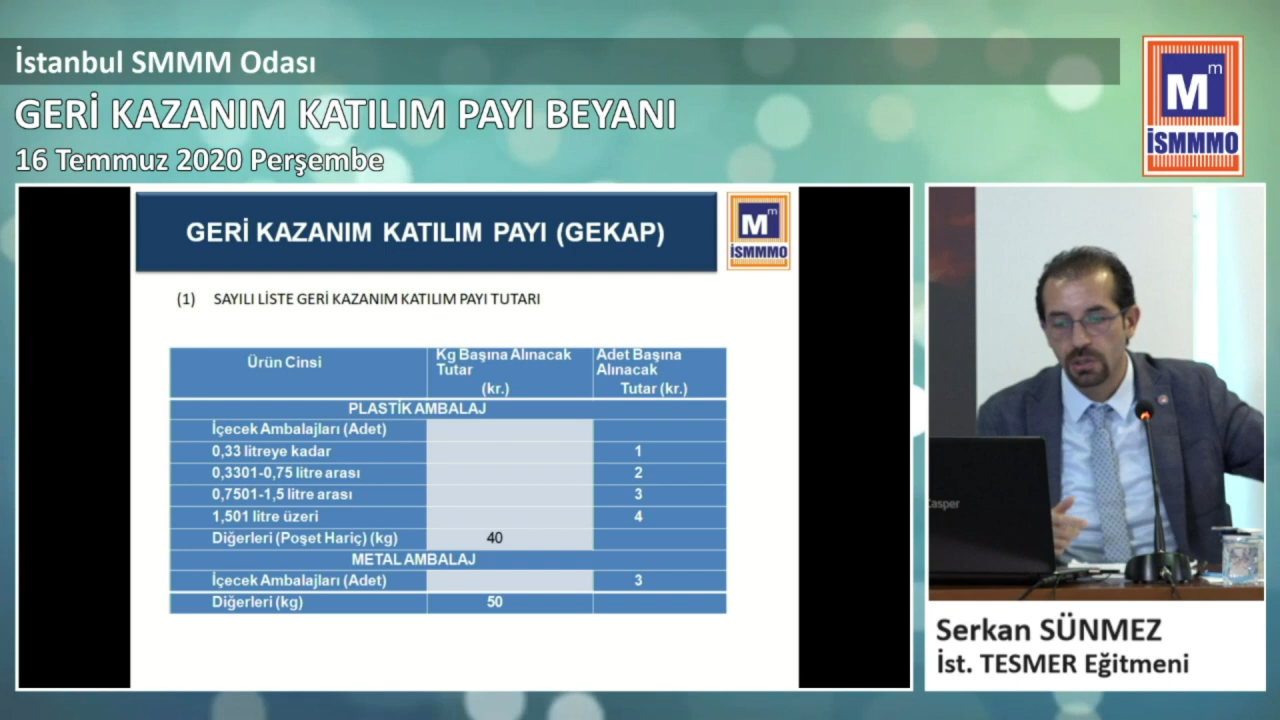 İstanbul SMMM Odası
GERİ KAZANIM KATILIM PAYI BEYANI
16 Temmuz 2020 Perşembe
Mm
İSMMMO
GERİ KAZANIM KATILIM PAYI (GEKAP)
Mm
İSMMMO
(1) SAYILI LİSTE GERİ KAZANIM KATILIM PAYI TUTARI
Ürün Cinsi
Kg Başına Alınacak
Tutar
(kr.)
Adet Başına
Alınacak
Tutar (kr.)
PLASTİK AMBALAJ
İçecek Ambalajları (Adet)
0,33 litreye kadar 1
0,3301-0,75 litre arası 2
0,7501-1,5 litre arası 3
1,501 litre üzeri 4
Diğerleri (Poşet Hariç) (kg) 40
METAL AMBALAJ
İçecek Ambalajları (Adet) 3
Diğerleri (kg) 50
Casper
Serkan SÜNMEZ
İst. TESMER Eğitmeni